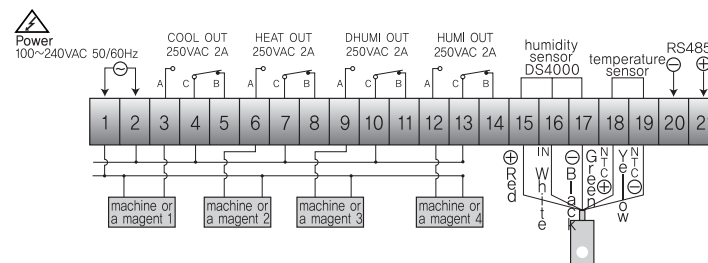 Power
100~240VAC 50/60Hz
COOL OUT
250VAC 2A
HEAT OUT
250VAC 2A
DHUMI OUT
250VAC 2A
HUMI OUT
250VAC 2A
humidity
sensor
DS4000
temperature
sensor
RS485
⊖ ⊕
A C B A C B A C B A C B
1 2 3 4 5 6 7 8 9 10 11 12 13 14 15 16 17 18 19 20 21
⊕ Red
IN White
⊖ Black
Green NTC ⊕
Yellow NTC ⊖
machine or
a magent 1
machine or
a magent 2
machine or
a magent 3
machine or
a magent 4